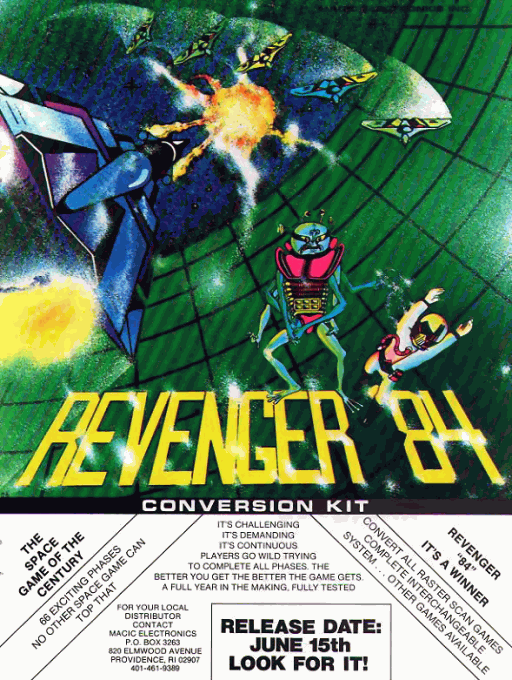 MAGIC ELECTRONICS INC.
REVENGER '84
CONVERSION KIT
THE
SPACE
GAME OF THE
CENTURY
66 EXCITING PHASES
NO OTHER SPACE GAME CAN
TOP THAT
IT'S CHALLENGING
IT'S DEMANDING
IT'S CONTINUOUS
PLAYERS GO WILD TRYING
TO COMPLETE ALL PHASES. THE
BETTER YOU GET THE BETTER THE GAME GETS.
A FULL YEAR IN THE MAKING, FULLY TESTED
CONVERT ALL RASTER SCAN GAMES
COMPLETE INTERCHANGEABLE
SYSTEM . . . OTHER GAMES AVAILABLE
REVENGER
"84"
IT'S A WINNER
FOR YOUR LOCAL
DISTRIBUTOR
CONTACT
MACIC ELECTRONICS
P.O. BOX 3263
820 ELMWOOD AVENUE
PROVIDENCE, RI 02907
401-461-9389
RELEASE DATE:
JUNE 15th
LOOK FOR IT!